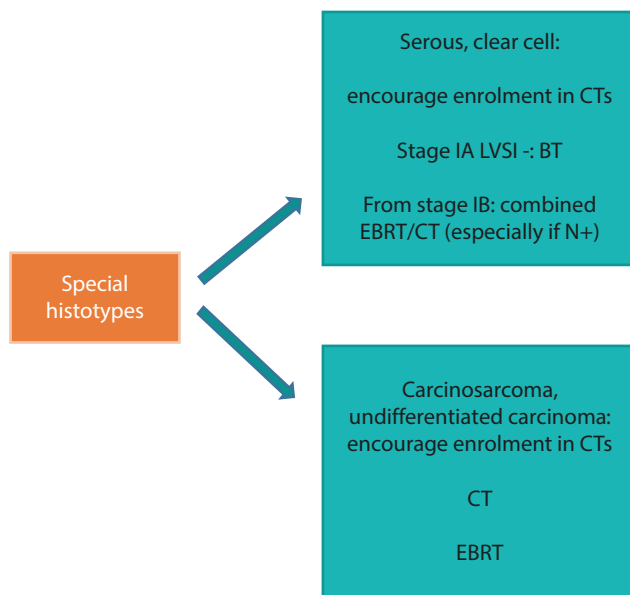 Serous, clear cell:
encourage enrolment in CTs
Stage IA LVSI -: BT
From stage IB: combined
EBRT/CT (especially if N+)
Special
histotypes
Carcinosarcoma,
undifferentiated carcinoma:
encourage enrolment in CTs
CT
EBRT